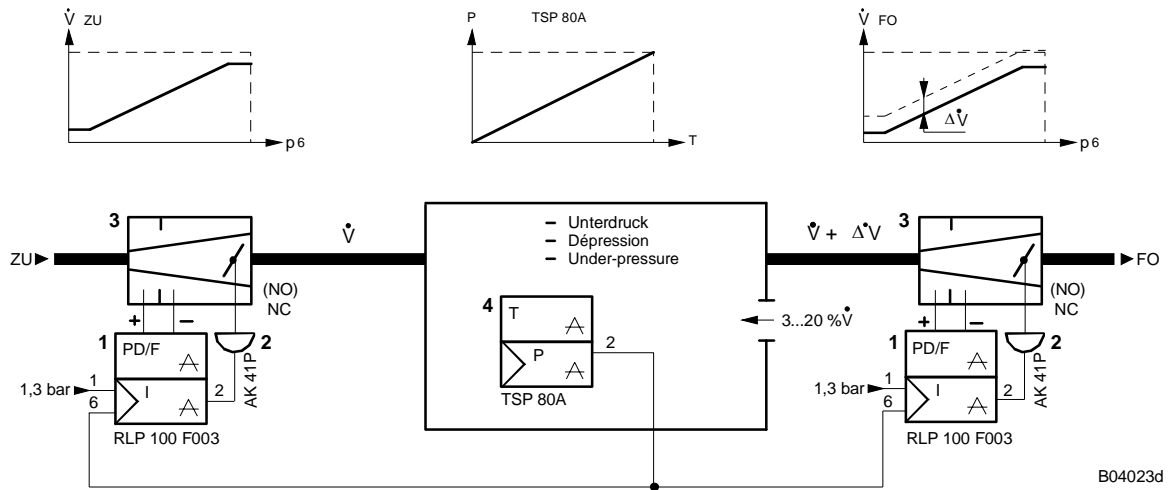 V̇ ZU
p6
P
TSP 80A
T
V̇ FO
ΔV̇
p6
3
ZU
V̇
(NO)
NC
+
–
1
PD/F
2
AK 41P
1,3 bar
1
6
I
2
RLP 100 F003
– Unterdruck
– Dépression
– Under-pressure
4
T
P
2
TSP 80A
V̇ + ΔV̇
3...20 %V̇
3
FO
(NO)
NC
+
–
1
PD/F
2
AK 41P
1,3 bar
1
6
I
2
RLP 100 F003
B04023d